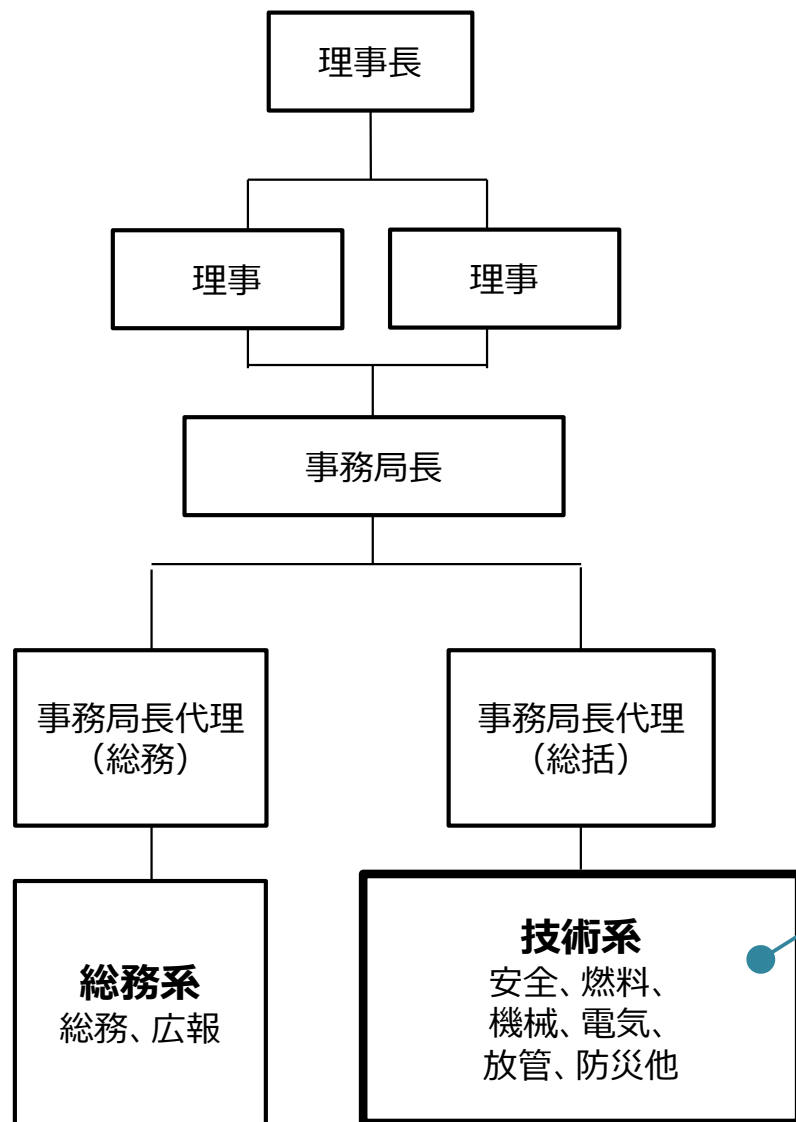 理事長
理事
理事
事務局長
事務局長代理
（総務）
事務局長代理
（総括）
総務系
総務、広報
技術系
安全、燃料、
機械、電気、
放管、防災他